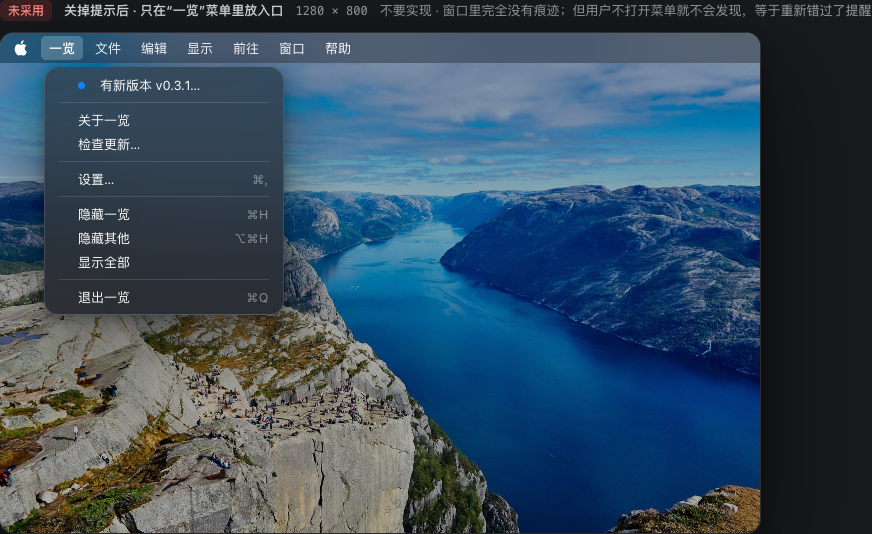 未采用 关掉提示后 · 只在“一览”菜单里放入口 1280 × 800 不要实现 · 窗口里完全没有痕迹；但用户不打开菜单就不会发现，等于重新错过了提醒
一览 文件 编辑 显示 前往 窗口 帮助
有新版本 v0.3.1...
关于一览
检查更新...
设置... ⌘,
隐藏一览 ⌘H
隐藏其他 ⌥⌘H
显示全部
退出一览 ⌘Q